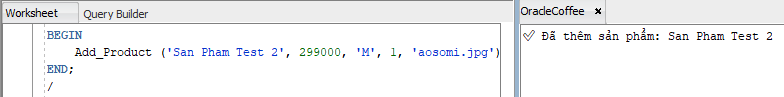 Worksheet Query Builder
BEGIN
Add_Product ('San Pham Test 2', 299000, 'M', 1, 'aosomi.jpg')
END;
/
OracleCoffee ×
Đã thêm sản phẩm: San Pham Test 2